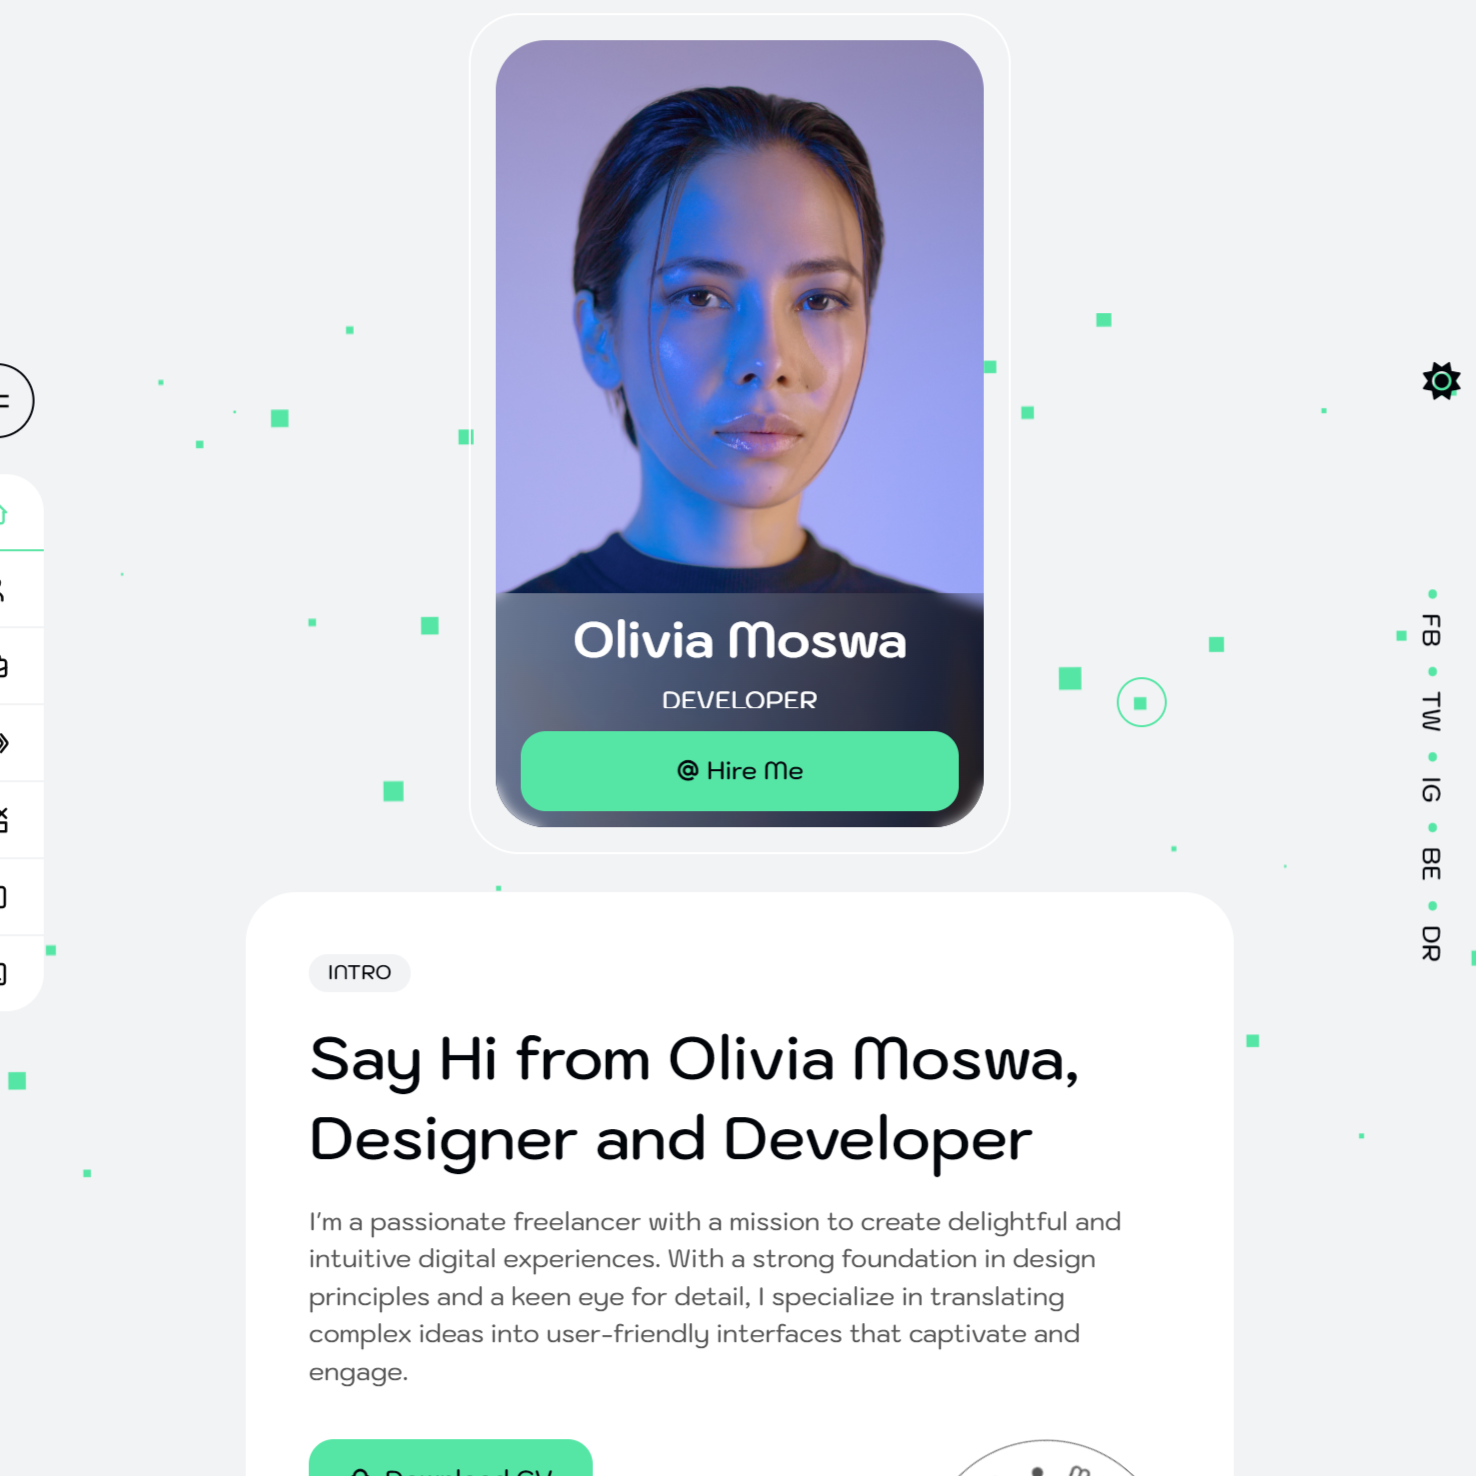 Olivia Moswa
DEVELOPER
@ Hire Me
FB • TW • IG • BE • DR
INTRO
Say Hi from Olivia Moswa,
Designer and Developer
I'm a passionate freelancer with a mission to create delightful and
intuitive digital experiences. With a strong foundation in design
principles and a keen eye for detail, I specialize in translating
complex ideas into user-friendly interfaces that captivate and
engage.
Download CV